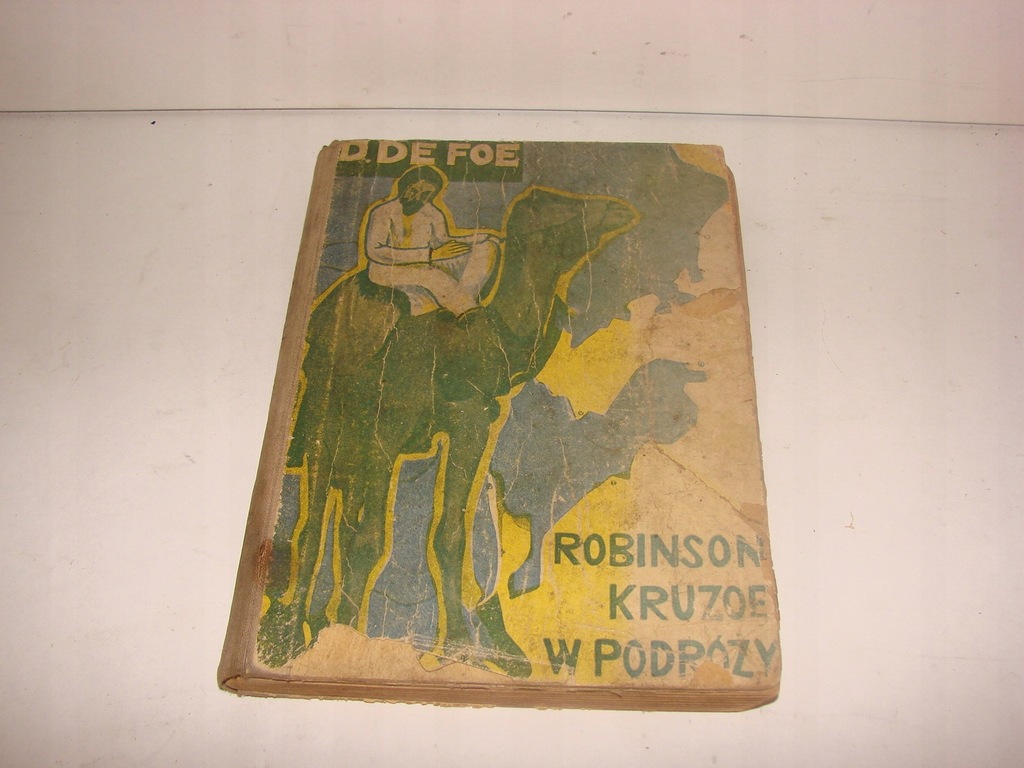 D. DE FOE
ROBINSON
KRUZOE
W PODRÓŻY